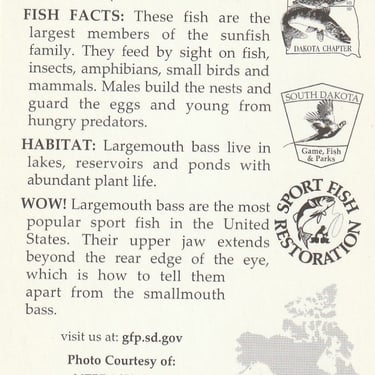 FISH FACTS: These fish are the
largest members of the sunfish
family. They feed by sight on fish,
insects, amphibians, small birds and
mammals. Males build the nests and
guard the eggs and young from
hungry predators.
HABITAT: Largemouth bass live in
lakes, reservoirs and ponds with
abundant plant life.
WOW! Largemouth bass are the most
popular sport fish in the United
States. Their upper jaw extends
beyond the rear edge of the eye,
which is how to tell them
apart from the smallmouth
bass.
visit us at: gfp.sd.gov
Photo Courtesy of:
DAKOTA CHAPTER
SOUTH DAKOTA
Game, Fish
& Parks
SPORT FISH
RESTORATION